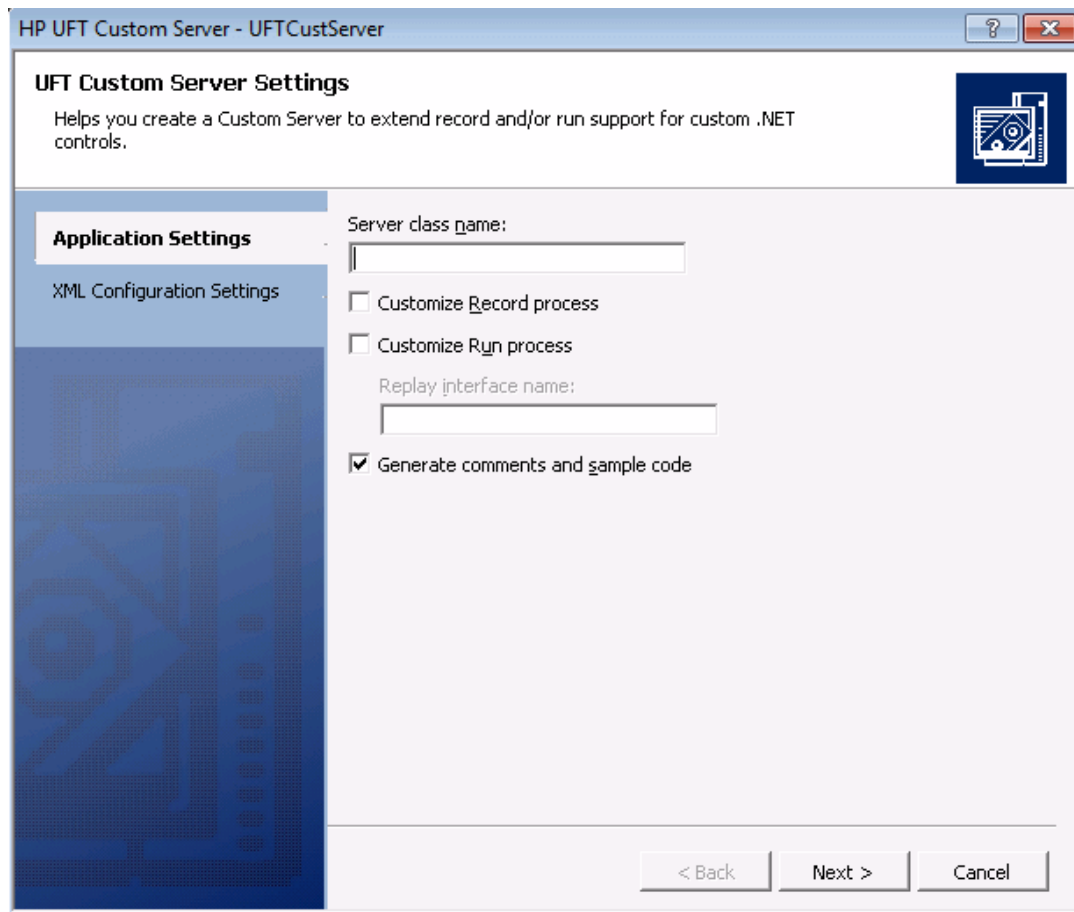 HP UFT Custom Server - UFTCustServer
UFT Custom Server Settings
Helps you create a Custom Server to extend record and/or run support for custom .NET
controls.
Application Settings
XML Configuration Settings
Server class name:
Customize Record process
Customize Run process
Replay interface name:
Generate comments and sample code
< Back
Next >
Cancel